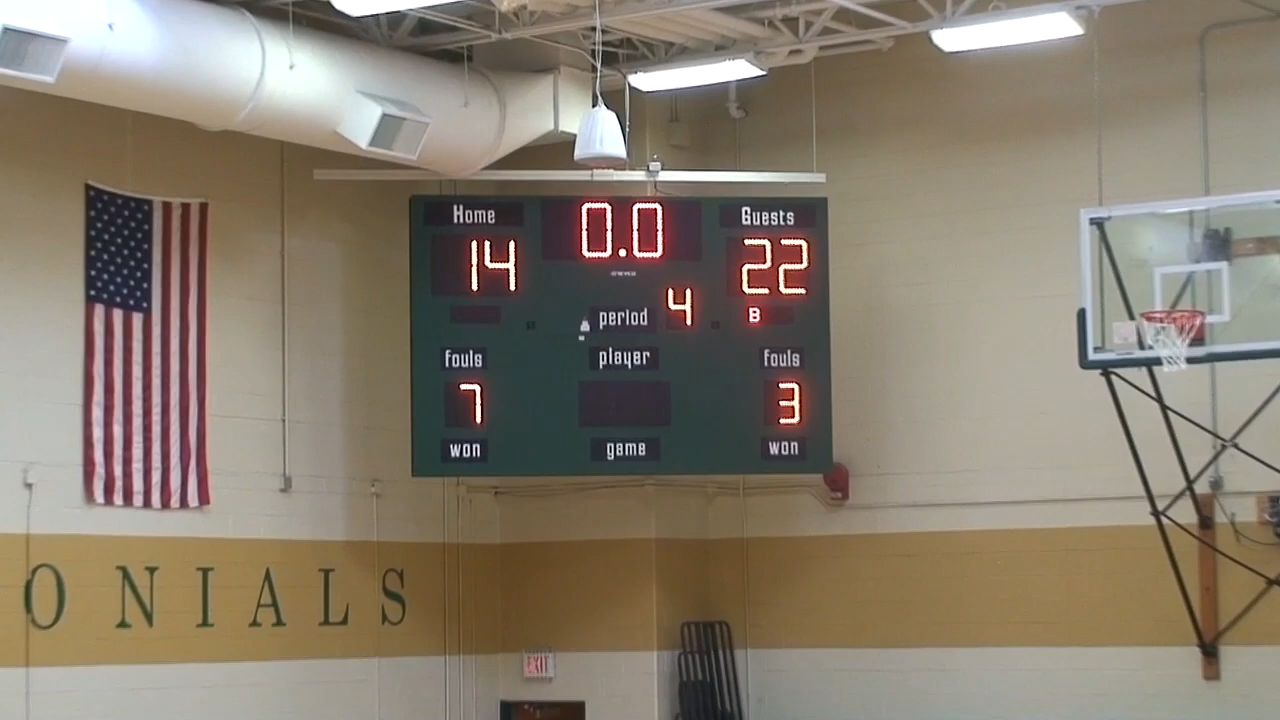 Home 0.0 Guests
14 22
period 4 B
fouls player fouls
7 3
won game won
ONIALS
EXIT